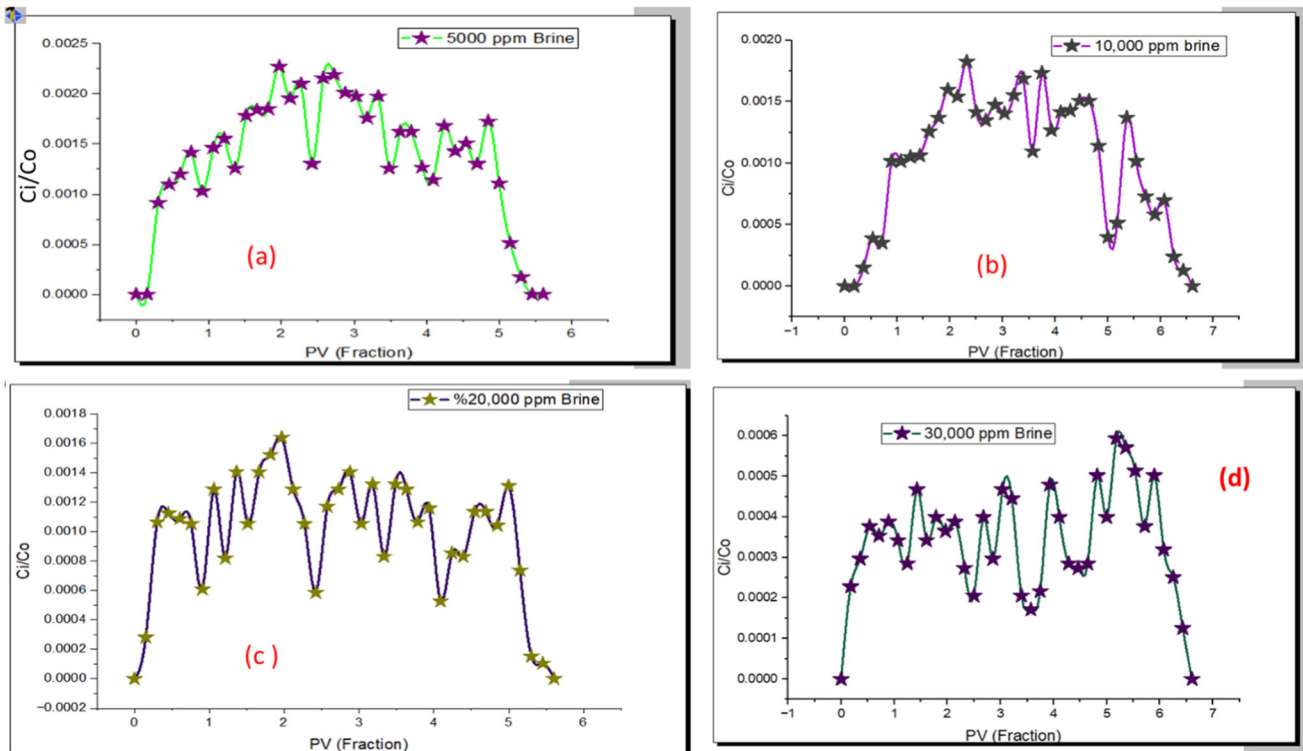 5000 ppm Brine
0.0025
0.0020
0.0015
0.0010
0.0005
0.0000
Ci/Co
(a)
0 1 2 3 4 5 6
PV (Fraction)
10,000 ppm brine
0.0020
0.0015
0.0010
0.0005
0.0000
Ci/Co
(b)
−1 0 1 2 3 4 5 6 7
PV (Fraction)
%20,000 ppm Brine
0.0018
0.0016
0.0014
0.0012
0.0010
0.0008
0.0006
0.0004
0.0002
0.0000
−0.0002
Ci/Co
(c )
0 1 2 3 4 5 6
PV (Fraction)
30,000 ppm Brine
0.0006
0.0005
0.0004
0.0003
0.0002
0.0001
0.0000
Ci/Co
(d)
−1 0 1 2 3 4 5 6 7
PV (Fraction)